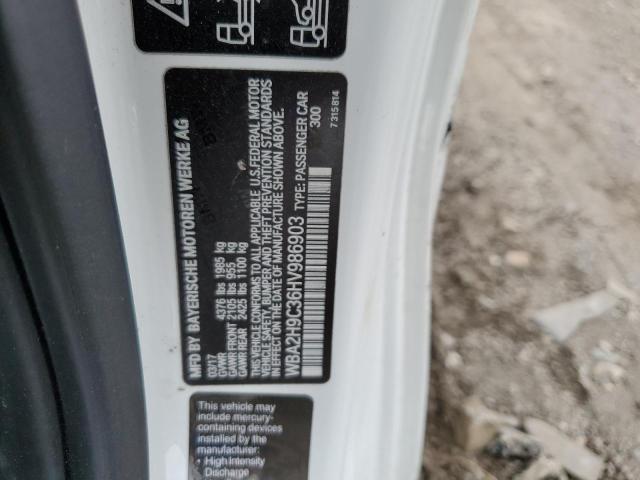 MFD BY BAYERISCHE MOTOREN WERKE AG
03/17
GVWR 4376 lbs 1985 kg
GAWR FRONT 2105 lbs 955 kg
GAWR REAR 2425 lbs 1100 kg
THIS VEHICLE CONFORMS TO ALL APPLICABLE U.S. FEDERAL MOTOR
VEHICLE SAFETY, BUMPER AND THEFT PREVENTION STANDARDS
IN EFFECT ON THE DATE OF MANUFACTURE SHOWN ABOVE.
WBA2H9C36HV986903 TYPE: PASSENGER CAR
300
7 315 814
This vehicle may
include mercury-
containing devices
installed by the
manufacturer:
• High Intensity
Discharge